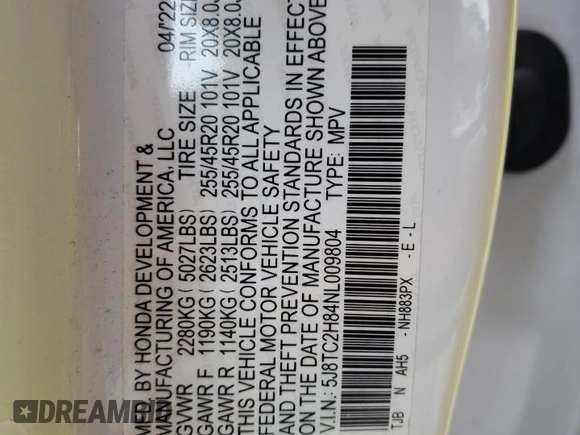 MFD. BY HONDA DEVELOPMENT & 04/22
MANUFACTURING OF AMERICA, LLC
TIRE SIZE: RIM SIZE
GVWR 2280KG ( 5027LBS)
GAWR F 1190KG ( 2623LBS) 255/45R20 101V 20X8.0J
GAWR R 1140KG ( 2513LBS) 255/45R20 101V 20X8.0J
THIS VEHICLE CONFORMS TO ALL APPLICABLE
FEDERAL MOTOR VEHICLE SAFETY
AND THEFT PREVENTION STANDARDS IN EFFECT
ON THE DATE OF MANUFACTURE SHOWN ABOVE
V.I.N.: 5J8TC2H84NL009804 TYPE: MPV
TJB N AH5 - NH883PX - E - L
DREAMBID